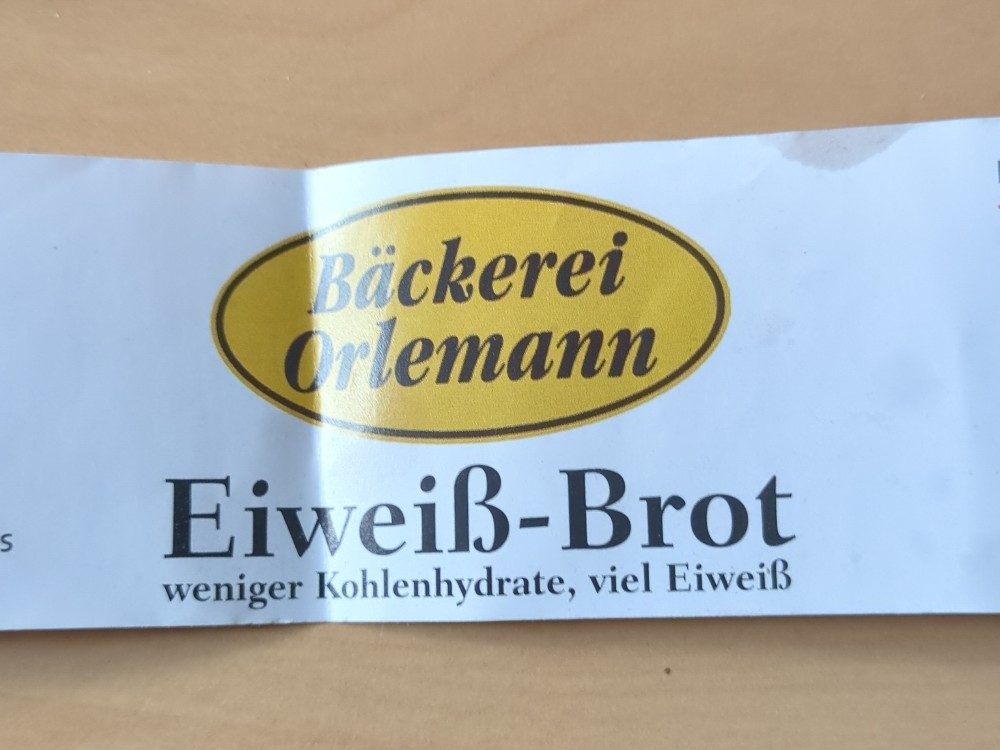 Bäckerei
Orlemann
Eiweiß-Brot
weniger Kohlenhydrate, viel Eiweiß
s